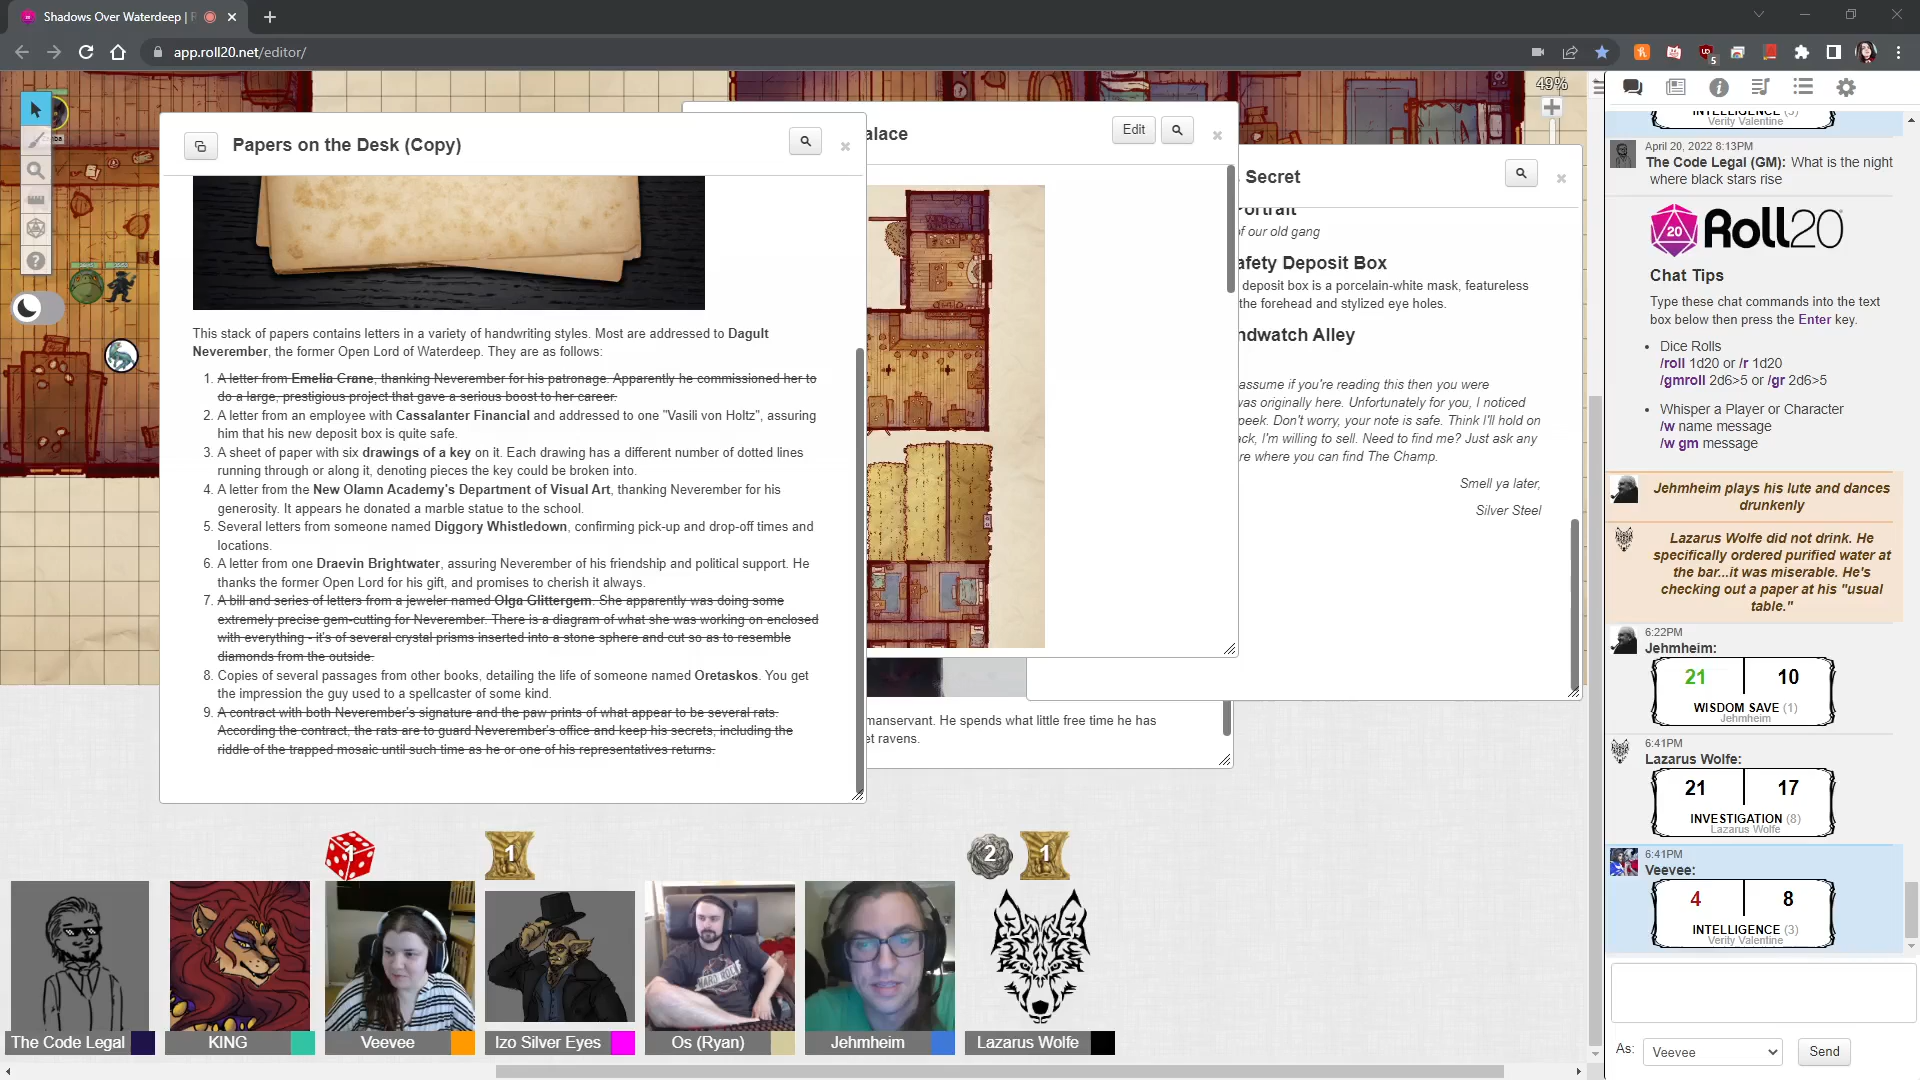 Shadows Over Waterdeep |
app.roll20.net/editor/
5
49%
Papers on the Desk (Copy)
This stack of papers contains letters in a variety of handwriting styles. Most are addressed to Dagult
Neverember, the former Open Lord of Waterdeep. They are as follows:
1. A letter from Emelia Crane, thanking Neverember for his patronage. Apparently he commissioned her to
do a large, prestigious project that gave a serious boost to her career.
2. A letter from an employee with Cassalanter Financial and addressed to one "Vasili von Holtz", assuring
him that his new deposit box is quite safe.
3. A sheet of paper with six drawings of a key on it. Each drawing has a different number of dotted lines
running through or along it, denoting pieces the key could be broken into.
4. A letter from the New Olamn Academy's Department of Visual Art, thanking Neverember for his
generosity. It appears he donated a marble statue to the school.
5. Several letters from someone named Diggory Whistledown, confirming pick-up and drop-off times and
locations.
6. A letter from one Draevin Brightwater, assuring Neverember of his friendship and political support. He
thanks the former Open Lord for his gift, and promises to cherish it always.
7. A bill and series of letters from a jeweler named Olga Glittergem. She apparently was doing some
extremely precise gem-cutting for Neverember. There is a diagram of what she was working on enclosed
with everything - it's of several crystal prisms inserted into a stone sphere and cut so as to resemble
diamonds from the outside.
8. Copies of several passages from other books, detailing the life of someone named Oretaskos. You get
the impression the guy used to a spellcaster of some kind.
9. A contract with both Neverember's signature and the paw prints of what appear to be several rats.
According the contract, the rats are to guard Neverember's office and keep his secrets, including the
riddle of the trapped mosaic until such time as he or one of his representatives returns.
alace
Edit
manservant. He spends what little free time he has
et ravens.
Secret
Portrait
of our old gang
afety Deposit Box
deposit box is a porcelain-white mask, featureless
the forehead and stylized eye holes.
ndwatch Alley
assume if you're reading this then you were
was originally here. Unfortunately for you, I noticed
peek. Don't worry, your note is safe. Think I'll hold on
ck, I'm willing to sell. Need to find me? Just ask any
re where you can find The Champ.
Smell ya later,
Silver Steel
INTELLIGENCE (3)
Verity Valentine
April 20, 2022 8:13PM
The Code Legal (GM): What is the night
where black stars rise
20 Roll20
Chat Tips
Type these chat commands into the text
box below then press the Enter key.
• Dice Rolls
/roll 1d20 or /r 1d20
/gmroll 2d6>5 or /gr 2d6>5
• Whisper a Player or Character
/w name message
/w gm message
Jehmheim plays his lute and dances
drunkenly
Lazarus Wolfe did not drink. He
specifically ordered purified water at
the bar...it was miserable. He's
checking out a paper at his "usual
table."
6:22PM
Jehmheim:
21 10
WISDOM SAVE (1)
Jehmheim
6:41PM
Lazarus Wolfe:
21 17
INVESTIGATION (8)
Lazarus Wolfe
6:41PM
Veevee:
4 8
INTELLIGENCE (3)
Verity Valentine
As: Veevee Send
1 1 2 1
The Code Legal KING Veevee Izo Silver Eyes Os (Ryan) Jehmheim Lazarus Wolfe